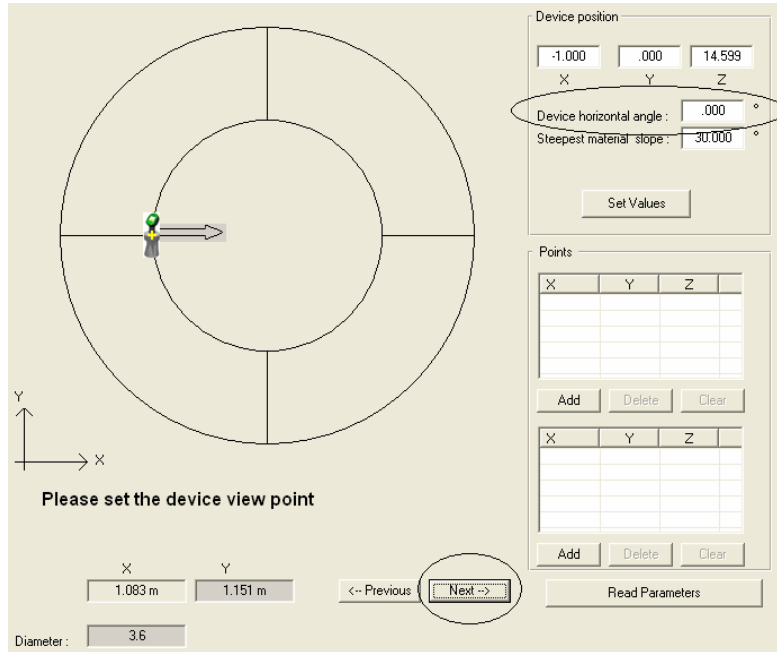 Device position
-1.000 .000 14.599
X Y Z
Device horizontal angle : .000 °
Steepest material slope : 30.000 °
Set Values
Points
X Y Z
Add Delete Clear
X Y Z
Add Delete Clear
Read Parameters
Y
X
Please set the device view point
X Y
1.083 m 1.151 m
<-- Previous Next -->
Diameter : 3.6